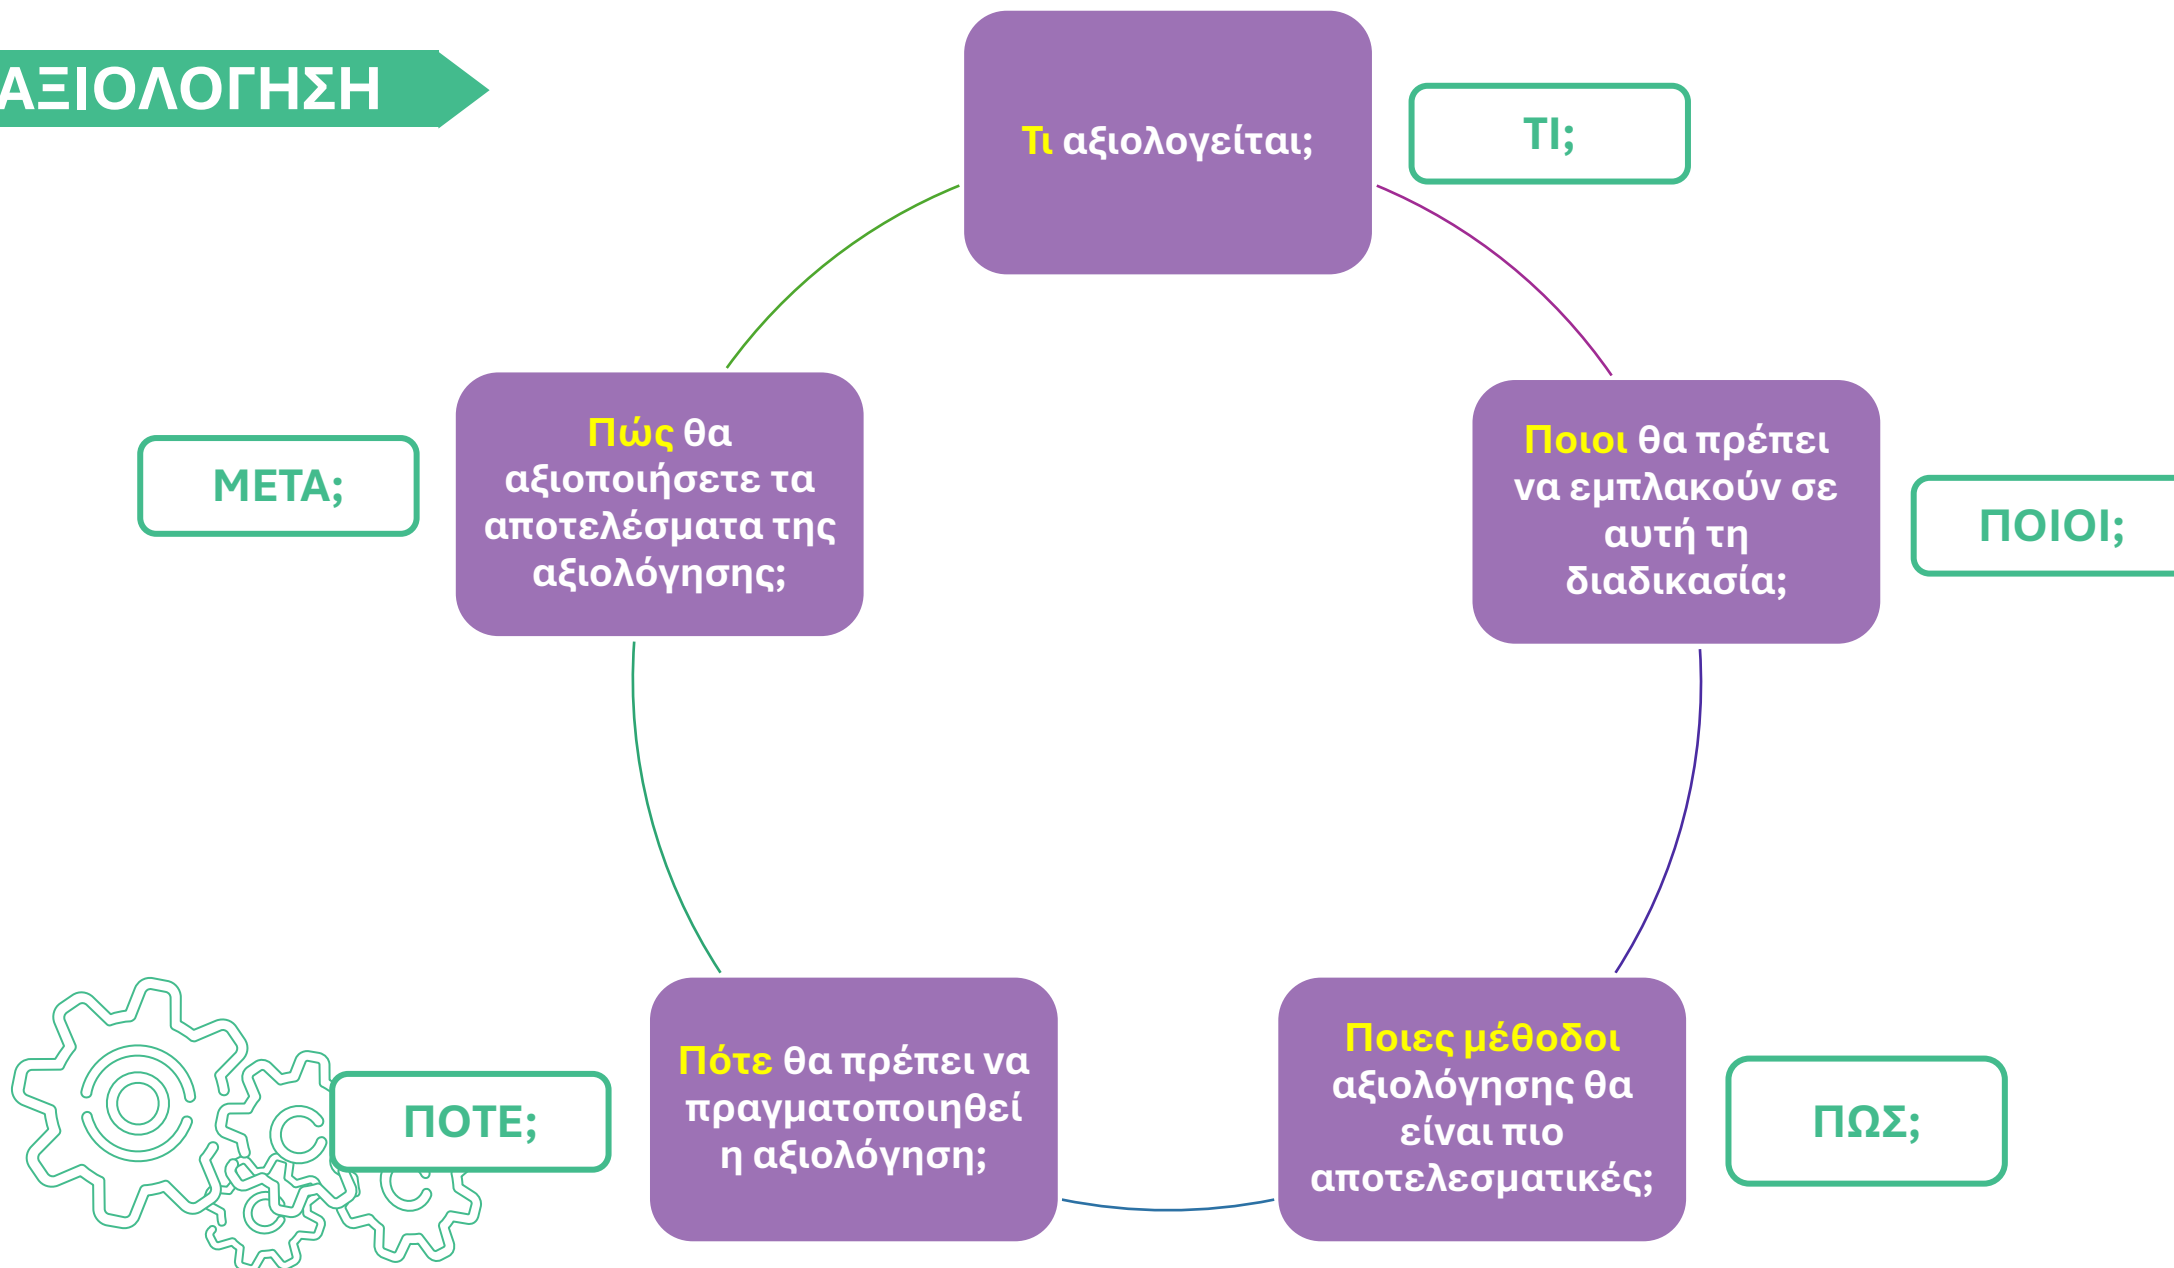 ΑΞΙΟΛΟΓΗΣΗ
Τι αξιολογείται;
ΤΙ;
Ποιοι θα πρέπει
να εμπλακούν σε
αυτή τη
διαδικασία;
ΠΟΙΟΙ;
Ποιες μέθοδοι
αξιολόγησης θα
είναι πιο
αποτελεσματικές;
ΠΩΣ;
Πότε θα πρέπει να
πραγματοποιηθεί
η αξιολόγηση;
ΠΟΤΕ;
Πώς θα
αξιοποιήσετε τα
αποτελέσματα της
αξιολόγησης;
ΜΕΤΑ;